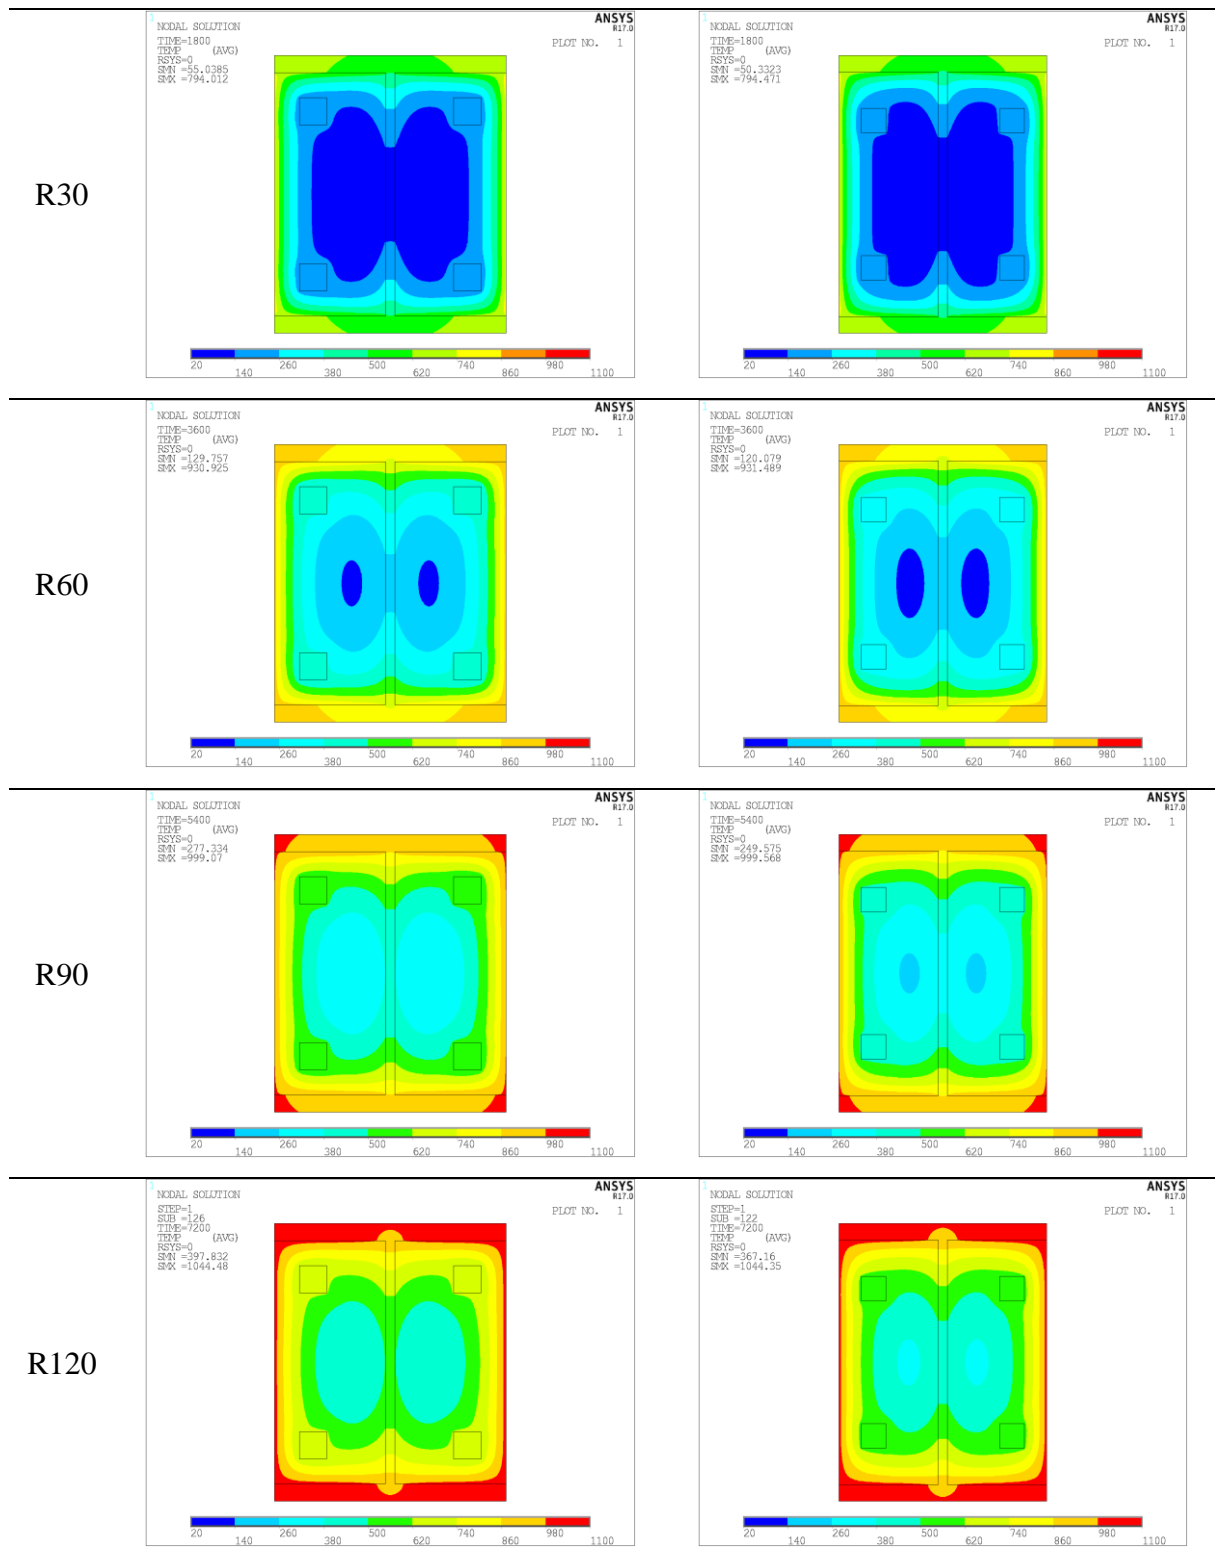 R30
1
NODAL SOLUTION
TIME=1800
TEMP (AVG)
RSYS=0
SMN =55.0385
SMX =794.012
ANSYS
R17.0
PLOT NO. 1
20 140 260 380 500 620 740 860 980 1100
1
NODAL SOLUTION
TIME=1800
TEMP (AVG)
RSYS=0
SMN =50.3323
SMX =794.471
ANSYS
R17.0
PLOT NO. 1
20 140 260 380 500 620 740 860 980 1100
R60
1
NODAL SOLUTION
TIME=3600
TEMP (AVG)
RSYS=0
SMN =129.757
SMX =930.925
ANSYS
R17.0
PLOT NO. 1
20 140 260 380 500 620 740 860 980 1100
1
NODAL SOLUTION
TIME=3600
TEMP (AVG)
RSYS=0
SMN =120.079
SMX =931.489
ANSYS
R17.0
PLOT NO. 1
20 140 260 380 500 620 740 860 980 1100
R90
1
NODAL SOLUTION
TIME=5400
TEMP (AVG)
RSYS=0
SMN =277.334
SMX =999.07
ANSYS
R17.0
PLOT NO. 1
20 140 260 380 500 620 740 860 980 1100
1
NODAL SOLUTION
TIME=5400
TEMP (AVG)
RSYS=0
SMN =249.575
SMX =999.568
ANSYS
R17.0
PLOT NO. 1
20 140 260 380 500 620 740 860 980 1100
R120
1
NODAL SOLUTION
STEP=1
SUB =126
TIME=7200
TEMP (AVG)
RSYS=0
SMN =397.832
SMX =1044.48
ANSYS
R17.0
PLOT NO. 1
20 140 260 380 500 620 740 860 980 1100
1
NODAL SOLUTION
STEP=1
SUB =122
TIME=7200
TEMP (AVG)
RSYS=0
SMN =367.16
SMX =1044.35
ANSYS
R17.0
PLOT NO. 1
20 140 260 380 500 620 740 860 980 1100